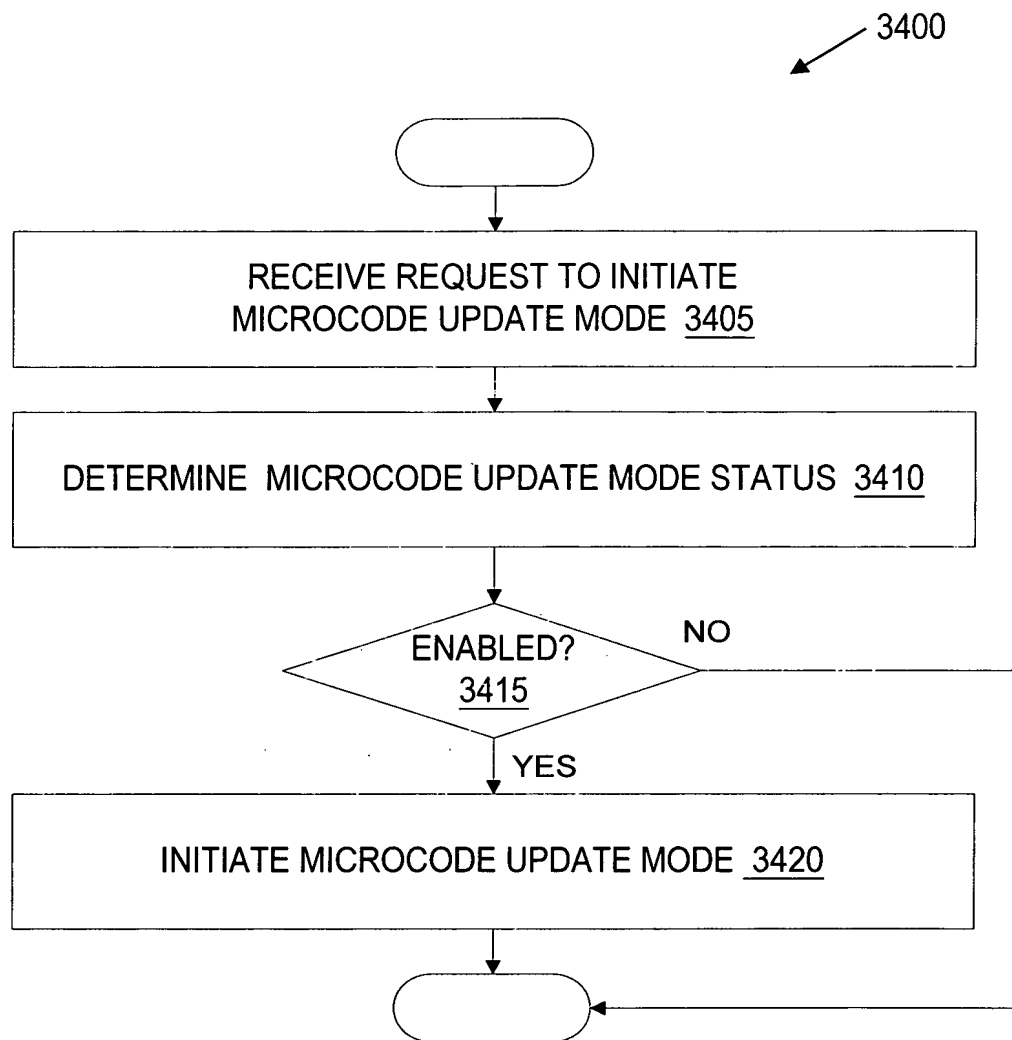 3400
RECEIVE REQUEST TO INITIATE
MICROCODE UPDATE MODE 3405
DETERMINE MICROCODE UPDATE MODE STATUS 3410
ENABLED?
3415
NO
YES
INITIATE MICROCODE UPDATE MODE 3420